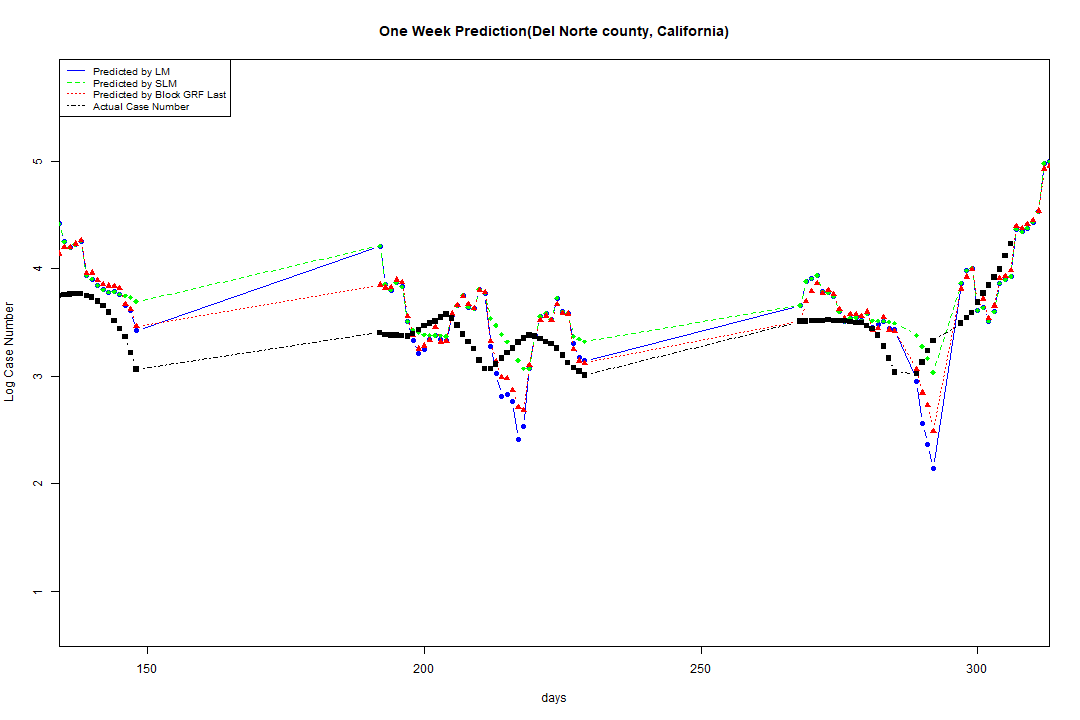 One Week Prediction(Del Norte county, California)
Predicted by LM
Predicted by SLM
Predicted by Block GRF Last
Actual Case Number
5
4
3
2
1
Log Case Number
150 200 250 300
days